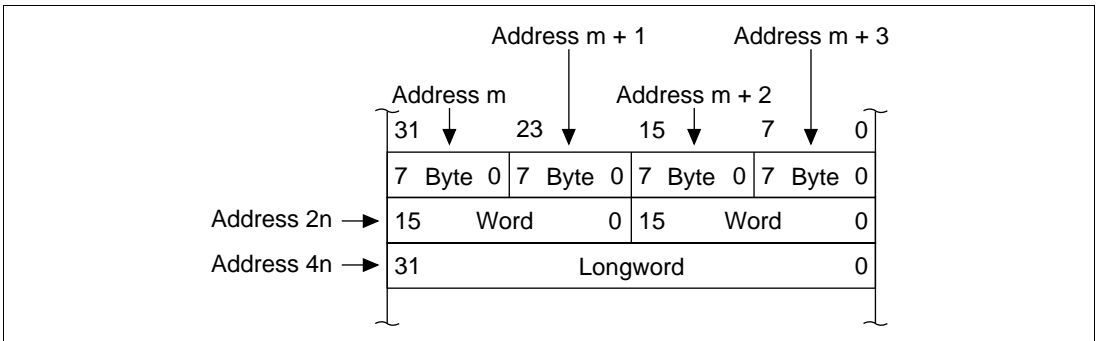 Address m + 1 Address m + 3
Address m Address m + 2
31 23 15 7 0
7 Byte 0 7 Byte 0 7 Byte 0 7 Byte 0
Address 2n 15 Word 0 15 Word 0
Address 4n 31 Longword 0